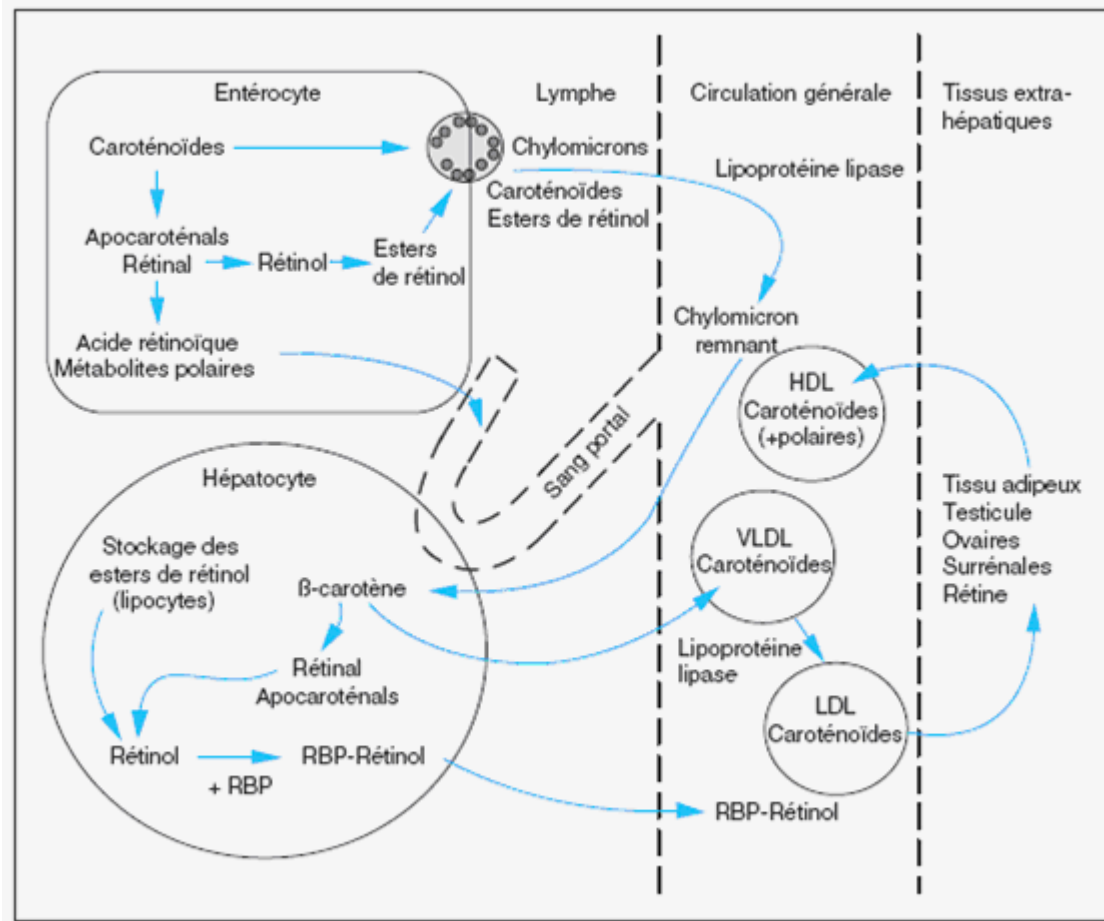 Entérocyte
Lymphe
Circulation générale
Tissus extra-
hépatiques
Caroténoïdes
Chylomicrons
Lipoprotéine lipase
Caroténoïdes
Esters de rétinol
Apocaroténals
Rétinal
Rétinol
Esters
de rétinol
Acide rétinoïque
Métabolites polaires
Chylomicron
remnant
HDL
Caroténoïdes
(+polaires)
Sang portal
Hépatocyte
Tissu adipeux
Testicule
Ovaires
Surrénales
Rétine
Stockage des
esters de rétinol
(lipocytes)
ß-carotène
VLDL
Caroténoïdes
Rétinal
Apocaroténals
Lipoprotéine
lipase
LDL
Caroténoïdes
Rétinol
+ RBP
RBP-Rétinol
RBP-Rétinol